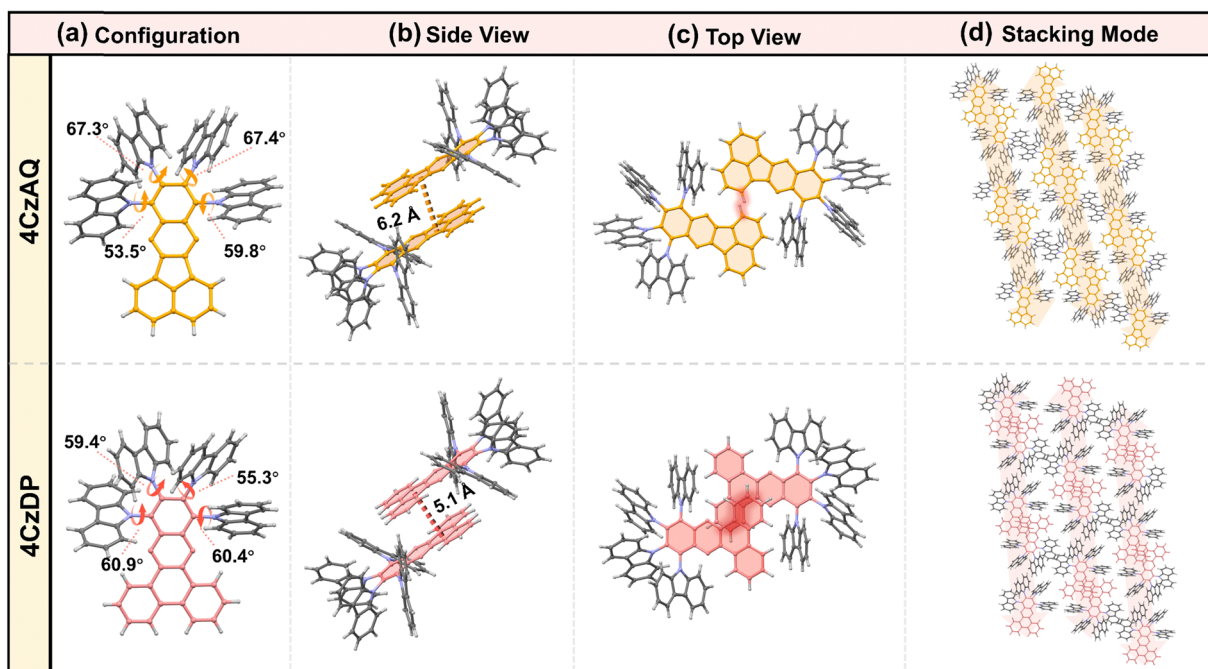 (a) Configuration
(b) Side View
(c) Top View
(d) Stacking Mode
4CzAQ
67.3°
67.4°
53.5°
59.8°
6.2 Å
4CzDP
59.4°
55.3°
60.9°
60.4°
5.1 Å